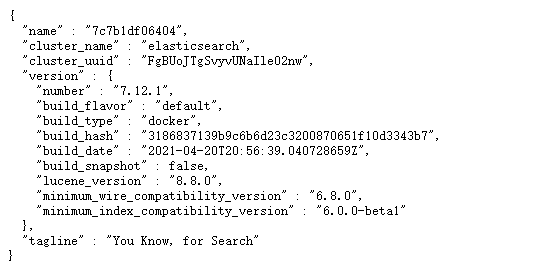 {
  "name" : "7c7b1df06404",
  "cluster_name" : "elasticsearch",
  "cluster_uuid" : "FgBUoJTgSvyvUNaIle02nw",
  "version" : {
    "number" : "7.12.1",
    "build_flavor" : "default",
    "build_type" : "docker",
    "build_hash" : "3186837139b9c6b6d23c3200870651f10d3343b7",
    "build_date" : "2021-04-20T20:56:39.040728659Z",
    "build_snapshot" : false,
    "lucene_version" : "8.8.0",
    "minimum_wire_compatibility_version" : "6.8.0",
    "minimum_index_compatibility_version" : "6.0.0-beta1"
  },
  "tagline" : "You Know, for Search"
}